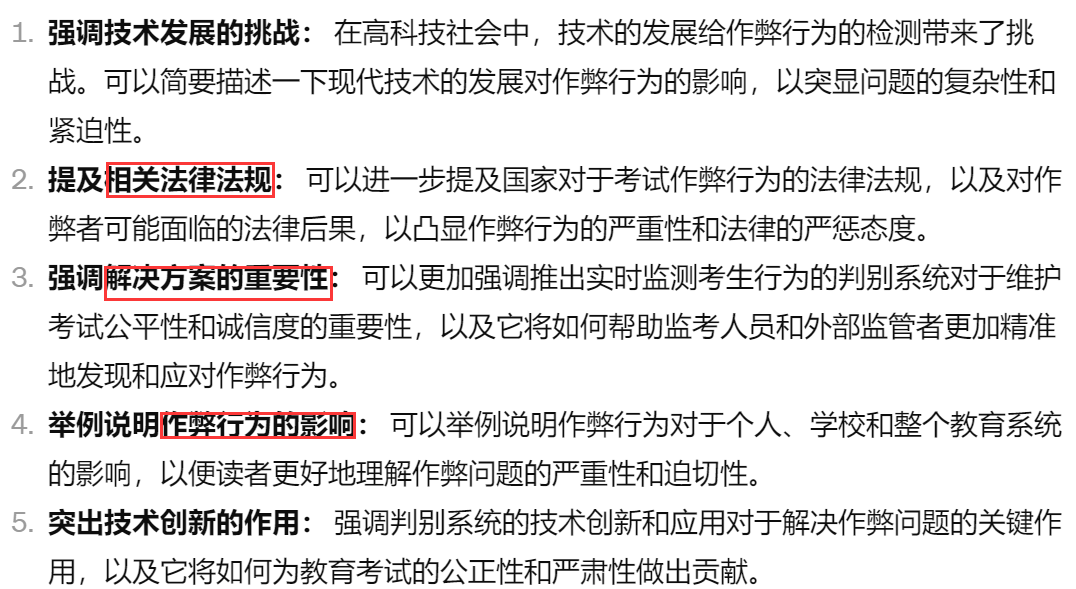 1. 强调技术发展的挑战： 在高科技社会中，技术的发展给作弊行为的检测带来了挑
战。可以简要描述一下现代技术的发展对作弊行为的影响，以突显问题的复杂性和
紧迫性。
2. 提及相关法律法规： 可以进一步提及国家对于考试作弊行为的法律法规，以及对作
弊者可能面临的法律后果，以凸显作弊行为的严重性和法律的严惩态度。
3. 强调解决方案的重要性： 可以更加强调推出实时监测考生行为的判别系统对于维护
考试公平性和诚信度的重要性，以及它将如何帮助监考人员和外部监管者更加精准
地发现和应对作弊行为。
4. 举例说明作弊行为的影响： 可以举例说明作弊行为对于个人、学校和整个教育系统
的影响，以便读者更好地理解作弊问题的严重性和迫切性。
5. 突出技术创新的作用： 强调判别系统的技术创新和应用对于解决作弊问题的关键作
用，以及它将如何为教育考试的公正性和严肃性做出贡献。